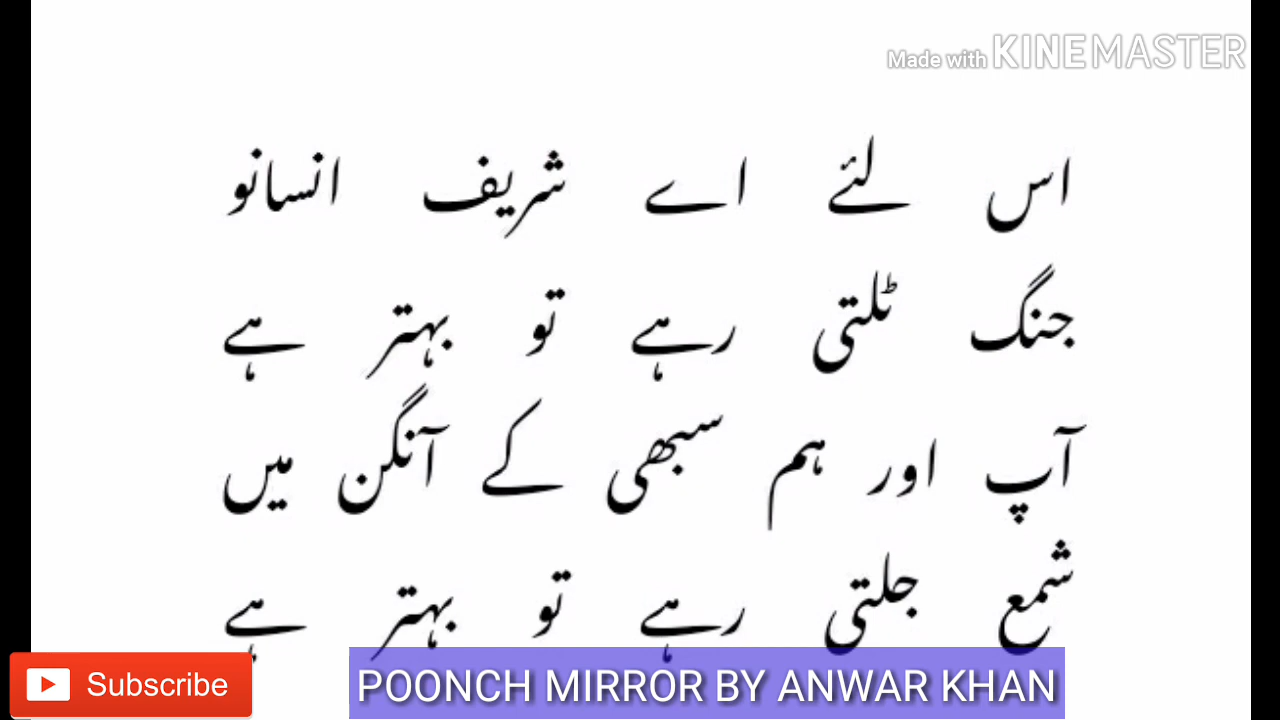 Made with KINEMASTER
اس لئے اے شریف انسانو
جنگ ٹلتی رہے تو بہتر ہے
آپ اور ہم سبھی کے آنگن میں
شمع جلتی رہے تو بہتر ہے
Subscribe
POONCH MIRROR BY ANWAR KHAN